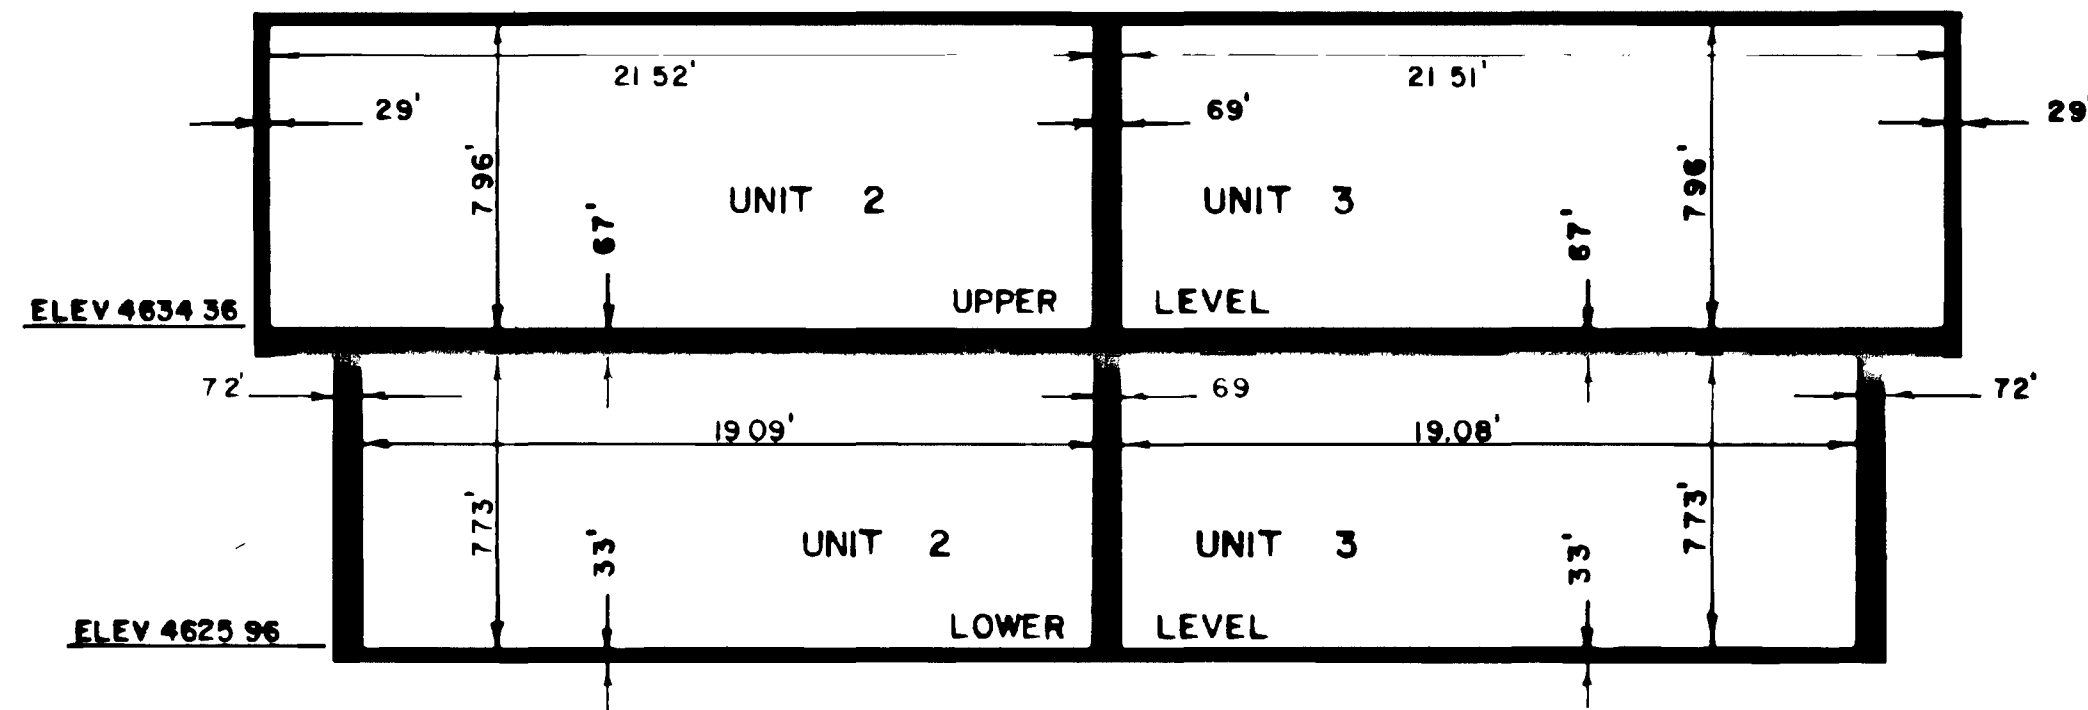 21 52'
21 51'
29'
69'
29'
7 96'
67'
UNIT 2
UNIT 3
67'
7 96'
ELEV 4634 36
UPPER LEVEL
72'
69
72'
19 09'
19.08'
7 73'
33'
UNIT 2
UNIT 3
33'
7 73'
ELEV 4625 96
LOWER LEVEL